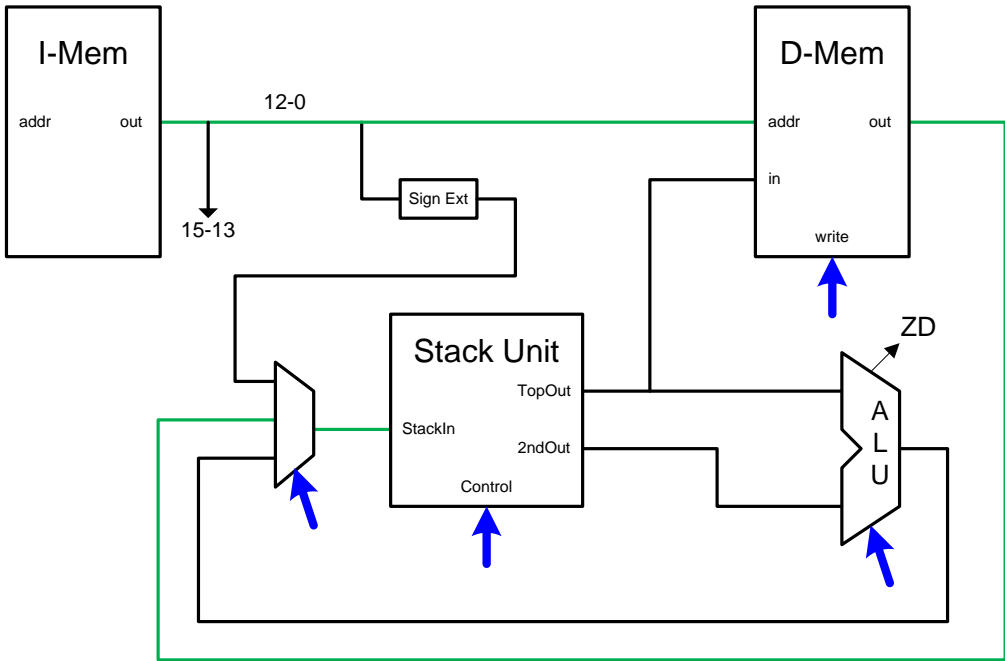 I-Mem
addr
out
12-0
15-13
Sign Ext
D-Mem
addr
out
in
write
Stack Unit
TopOut
StackIn
2ndOut
Control
ZD
A
L
U